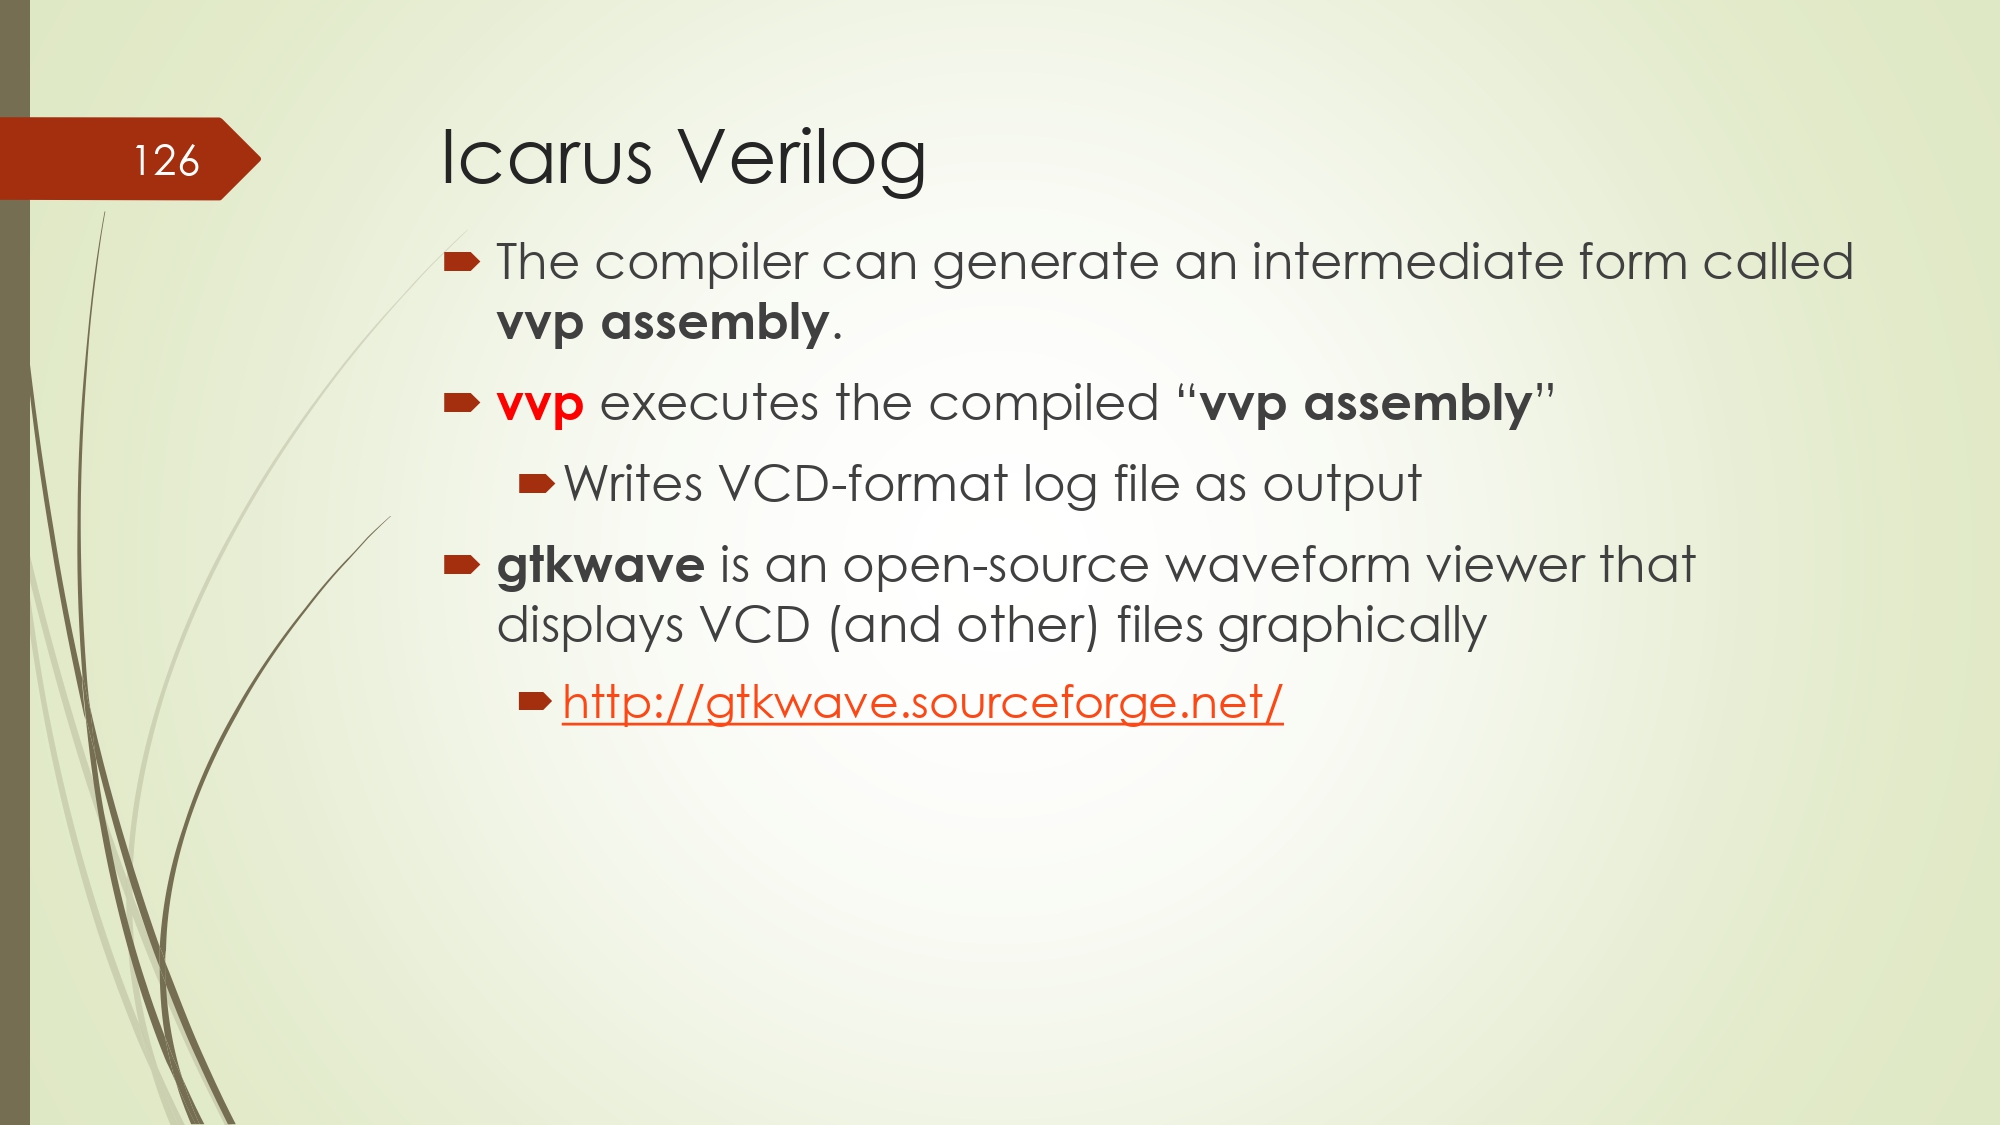 126
Icarus Verilog
The compiler can generate an intermediate form called
vvp assembly.
vvp executes the compiled “vvp assembly”
Writes VCD-format log file as output
gtkwave is an open-source waveform viewer that
displays VCD (and other) files graphically
http://gtkwave.sourceforge.net/